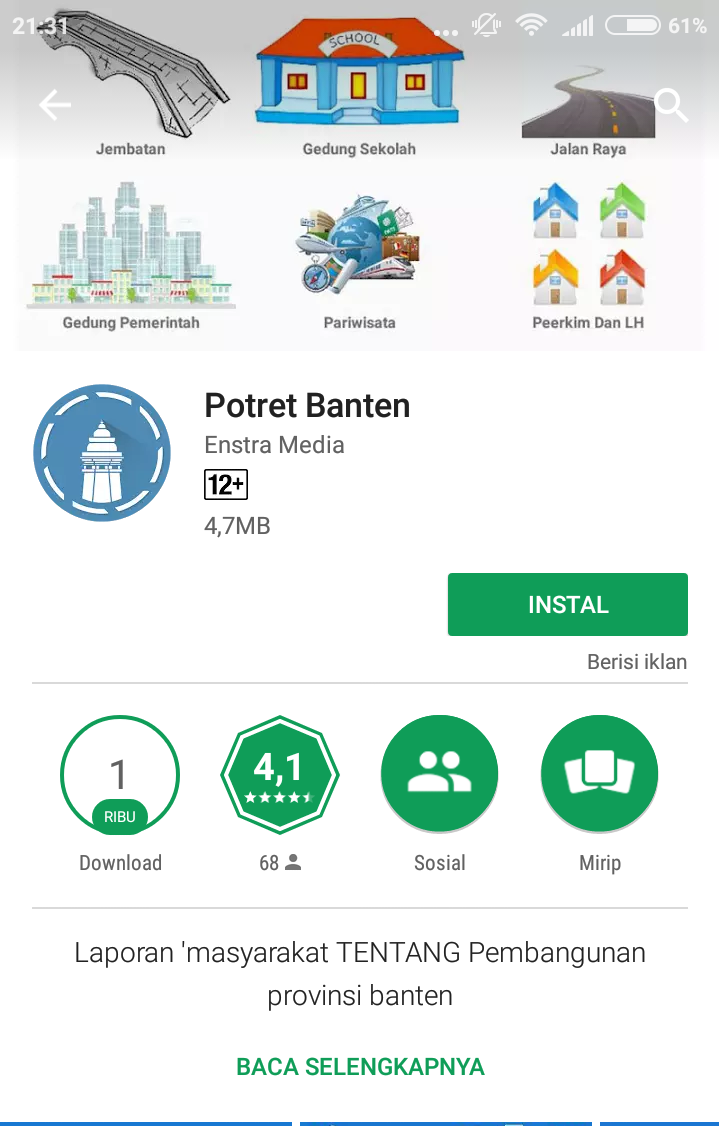 21:31
... 61%
SCHOOL
Jembatan Gedung Sekolah Jalan Raya
Gedung Pemerintah Pariwisata Peerkim Dan LH
Potret Banten
Enstra Media
12+
4,7MB
INSTAL
Berisi iklan
1
RIBU
Download
4,1
68
Sosial
Mirip
Laporan 'masyarakat TENTANG Pembangunan
provinsi banten
BACA SELENGKAPNYA